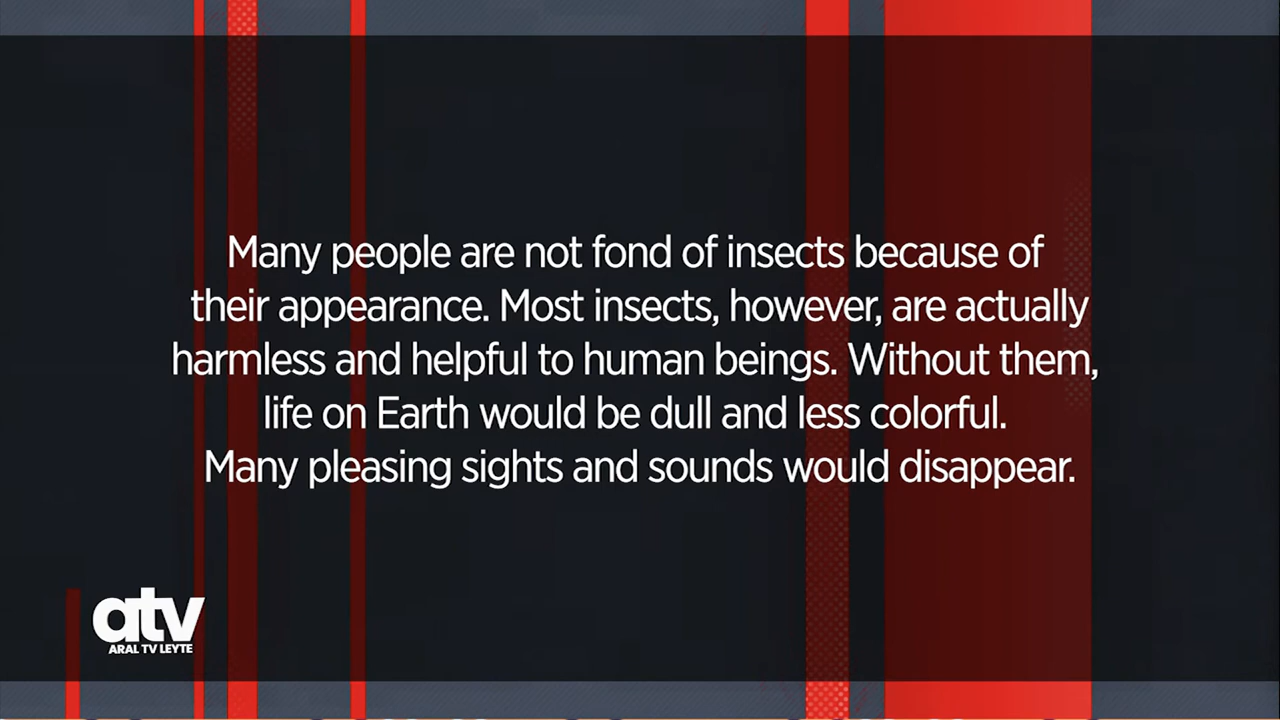 Many people are not fond of insects because of
their appearance. Most insects, however, are actually
harmless and helpful to human beings. Without them,
life on Earth would be dull and less colorful.
Many pleasing sights and sounds would disappear.
atv
ARAL TV LEYTE